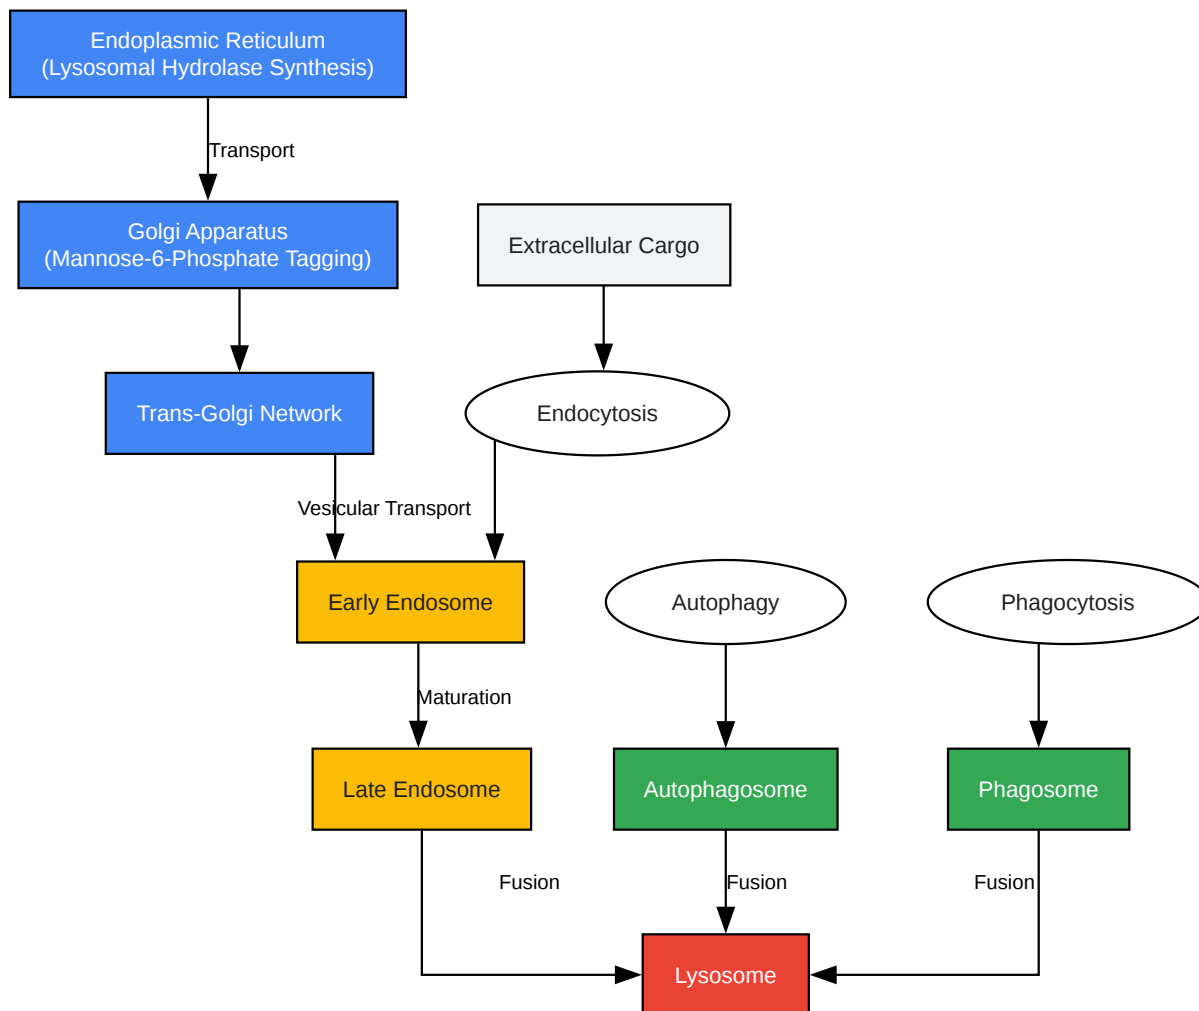 Endoplasmic Reticulum
(Lysosomal Hydrolase Synthesis)
Transport
Golgi Apparatus
(Mannose-6-Phosphate Tagging)
Extracellular Cargo
Trans-Golgi Network
Endocytosis
Vesicular Transport
Early Endosome
Autophagy
Phagocytosis
Maturation
Late Endosome
Autophagosome
Phagosome
Fusion
Fusion
Fusion
Lysosome